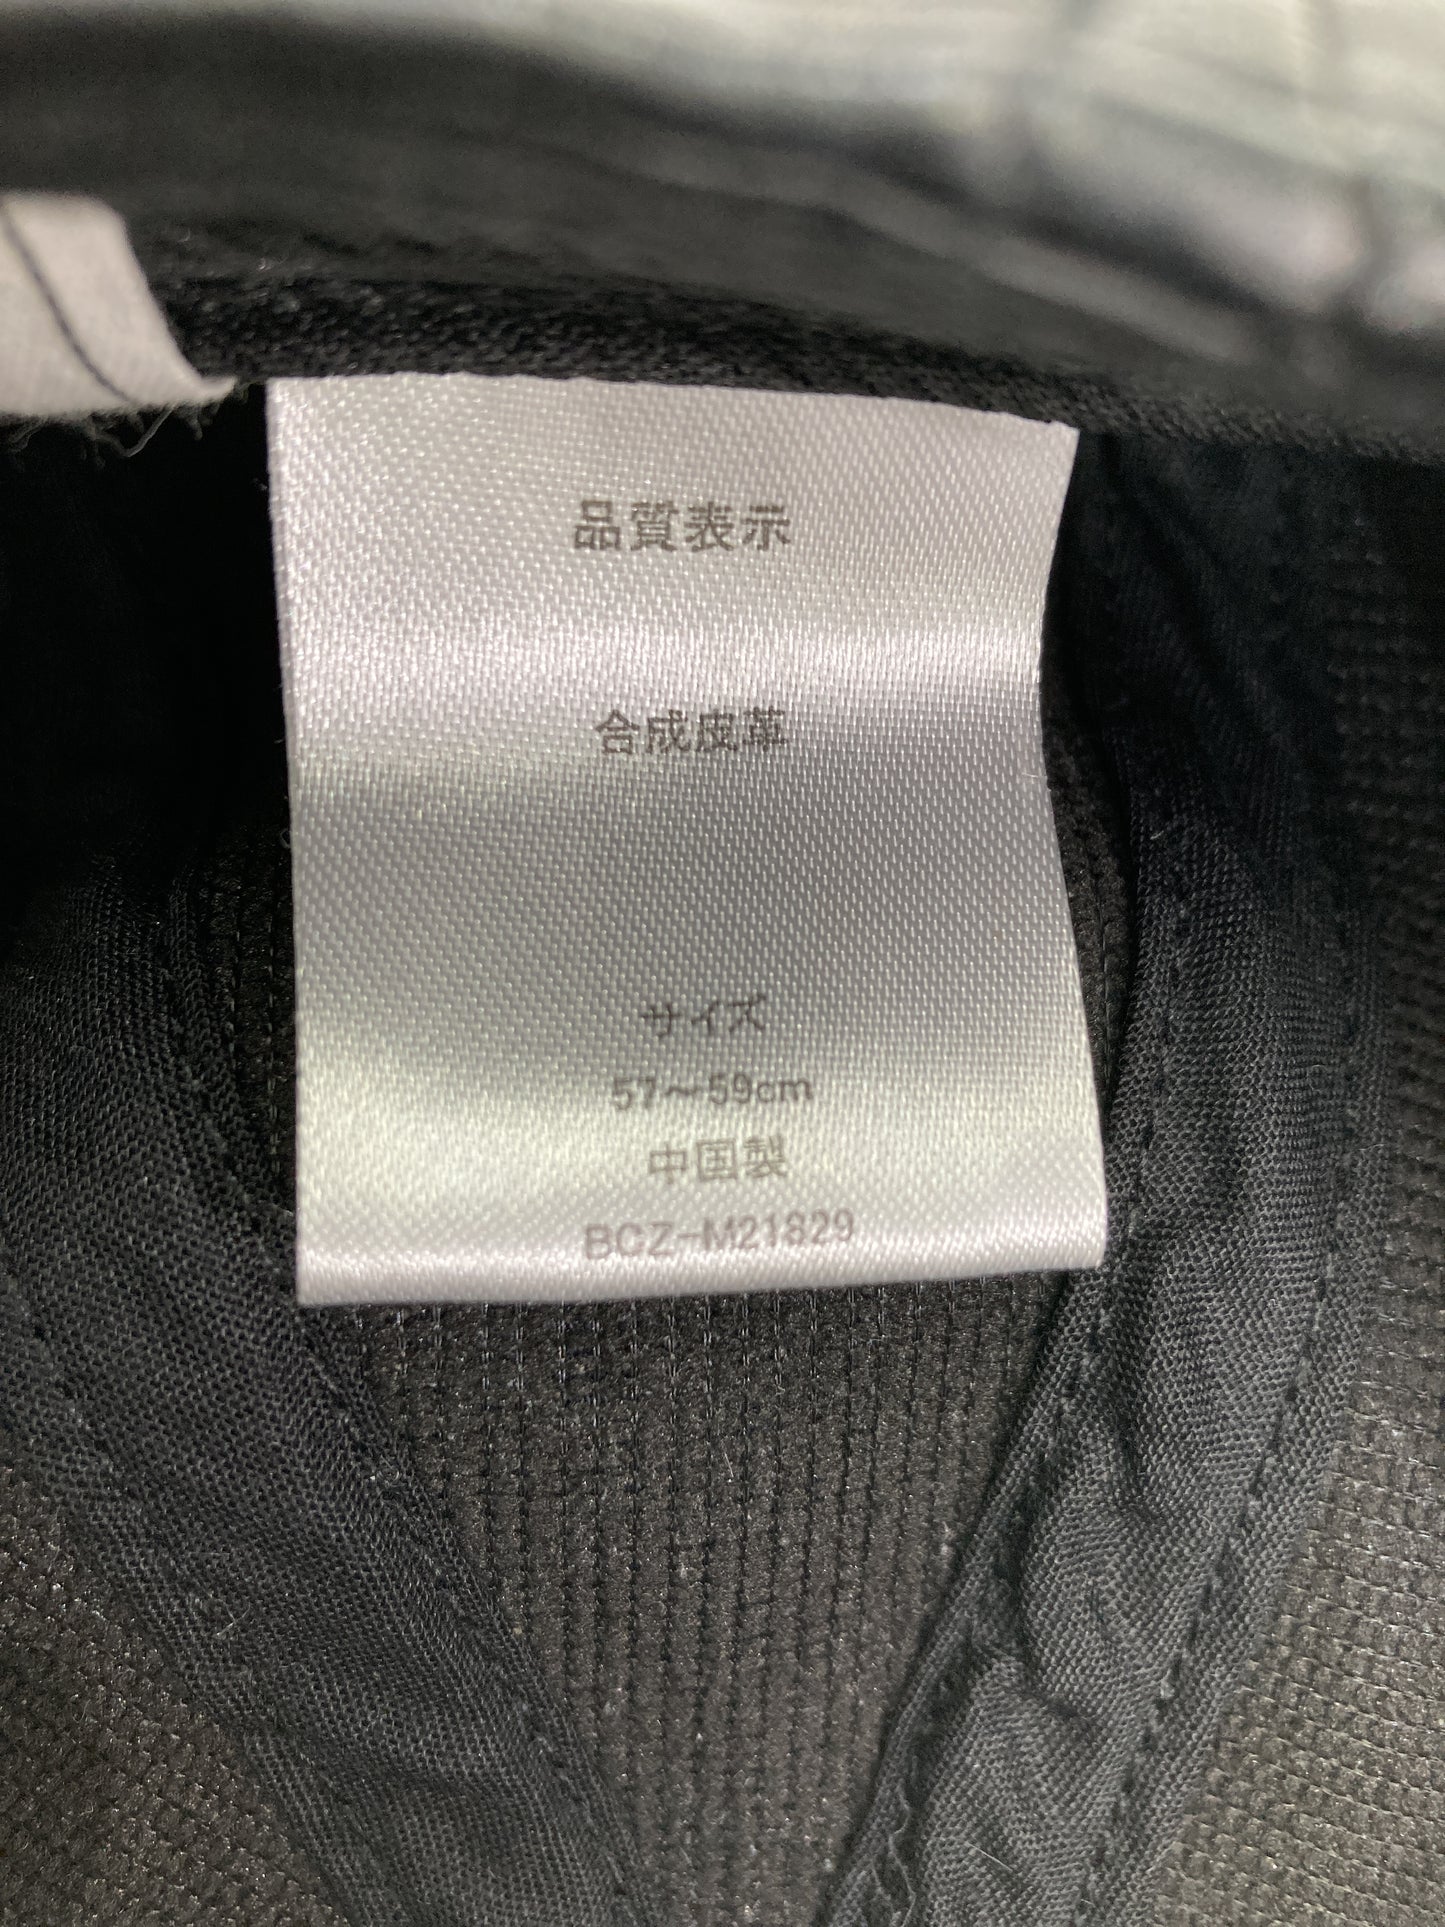 品質表示
合成皮革
サイズ
57～59cm
中国製
BCZ-M21829